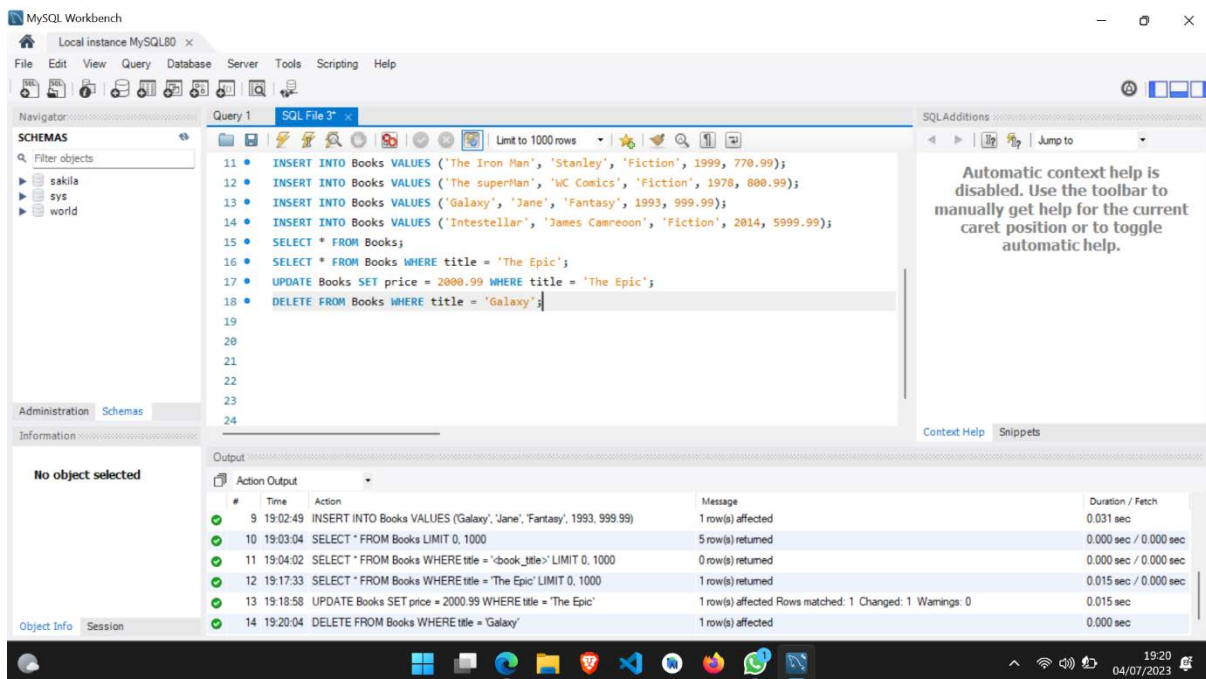 MySQL Workbench
Local instance MySQL80
File Edit View Query Database Server Tools Scripting Help
Navigator
SCHEMAS
Filter objects
sakila
sys
world
Administration Schemas
Information
No object selected
Object Info Session
Query 1 SQL File 3*
Limit to 1000 rows
11 INSERT INTO Books VALUES ('The Iron Man', 'Stanley', 'Fiction', 1999, 770.99);
12 INSERT INTO Books VALUES ('The superMan', 'WC Comics', 'Fiction', 1978, 800.99);
13 INSERT INTO Books VALUES ('Galaxy', 'Jane', 'Fantasy', 1993, 999.99);
14 INSERT INTO Books VALUES ('Intestellar', 'James Camreoon', 'Fiction', 2014, 5999.99);
15 SELECT * FROM Books;
16 SELECT * FROM Books WHERE title = 'The Epic';
17 UPDATE Books SET price = 2000.99 WHERE title = 'The Epic';
18 DELETE FROM Books WHERE title = 'Galaxy';
19
20
21
22
23
24
SQLAdditions
Jump to
Automatic context help is
disabled. Use the toolbar to
manually get help for the current
caret position or to toggle
automatic help.
Context Help Snippets
Output
Action Output
# Time Action Message Duration / Fetch
9 19:02:49 INSERT INTO Books VALUES ('Galaxy', 'Jane', 'Fantasy', 1993, 999.99) 1 row(s) affected 0.031 sec
10 19:03:04 SELECT * FROM Books LIMIT 0, 1000 5 row(s) returned 0.000 sec / 0.000 sec
11 19:04:02 SELECT * FROM Books WHERE title = '<book_title>' LIMIT 0, 1000 0 row(s) returned 0.000 sec / 0.000 sec
12 19:17:33 SELECT * FROM Books WHERE title = 'The Epic' LIMIT 0, 1000 1 row(s) returned 0.015 sec / 0.000 sec
13 19:18:58 UPDATE Books SET price = 2000.99 WHERE title = 'The Epic' 1 row(s) affected Rows matched: 1 Changed: 1 Warnings: 0 0.015 sec
14 19:20:04 DELETE FROM Books WHERE title = 'Galaxy' 1 row(s) affected 0.000 sec
1
19:20
04/07/2023